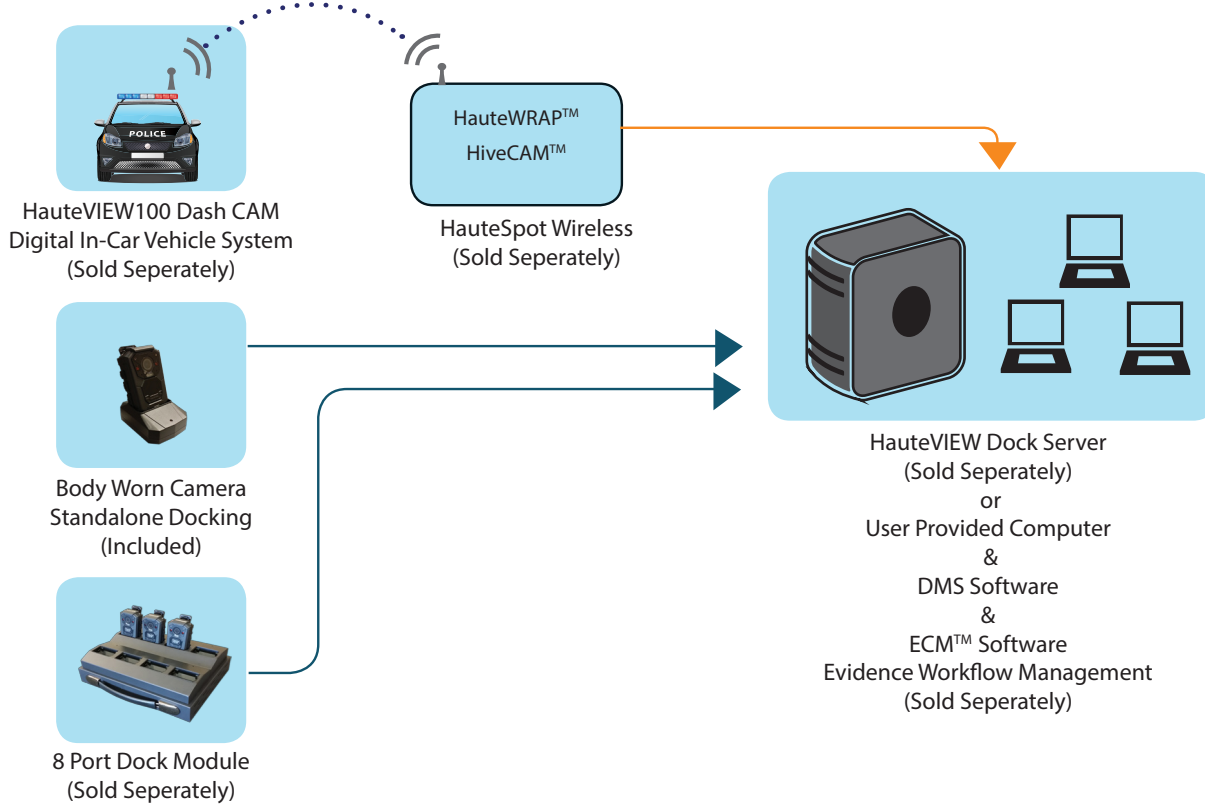 POLICE
HauteVIEW100 Dash CAM
Digital In-Car Vehicle System
(Sold Seperately)
HauteWRAP™
HiveCAM™
HauteSpot Wireless
(Sold Seperately)
Body Worn Camera
Standalone Docking
(Included)
8 Port Dock Module
(Sold Seperately)
HauteVIEW Dock Server
(Sold Seperately)
or
User Provided Computer
&
DMS Software
&
ECM™ Software
Evidence Workflow Management
(Sold Seperately)